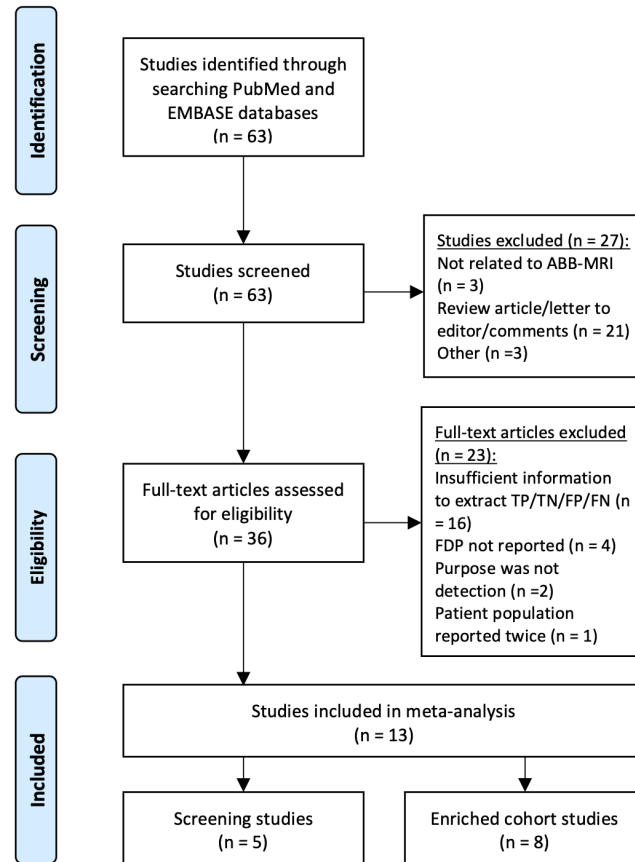 Identification
Studies identified through
searching PubMed and
EMBASE databases
(n = 63)
Screening
Studies screened
(n = 63)
Studies excluded (n = 27):
Not related to ABB-MRI
(n = 3)
Review article/letter to
editor/comments (n = 21)
Other (n =3)
Eligibility
Full-text articles assessed
for eligibility
(n = 36)
Full-text articles excluded
(n = 23):
Insufficient information
to extract TP/TN/FP/FN (n
= 16)
FDP not reported (n = 4)
Purpose was not
detection (n =2)
Patient population
reported twice (n = 1)
Included
Studies included in meta-analysis
(n = 13)
Screening studies
(n = 5)
Enriched cohort studies
(n = 8)